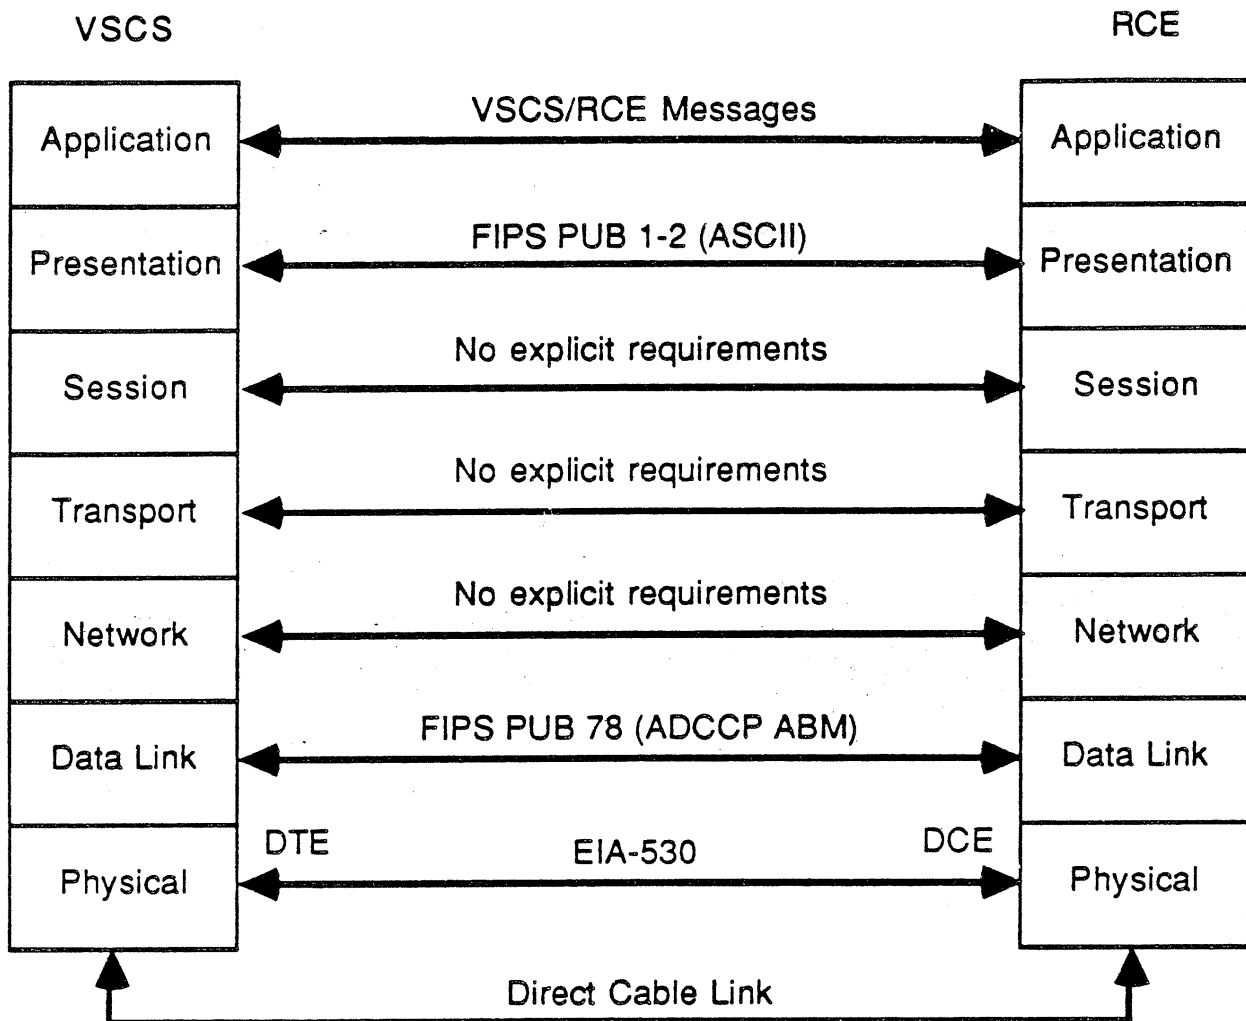 VSCS
RCE
Application
VSCS/RCE Messages
Application
Presentation
FIPS PUB 1-2 (ASCII)
Presentation
Session
No explicit requirements
Session
Transport
No explicit requirements
Transport
Network
No explicit requirements
Network
Data Link
FIPS PUB 78 (ADCCP ABM)
Data Link
Physical
DTE
EIA-530
DCE
Physical
Direct Cable Link